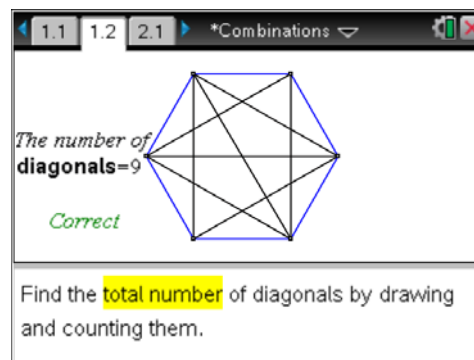 1.1 1.2 2.1 *Combinations
The number of
diagonals=9
Correct
Find the total number of diagonals by drawing
and counting them.